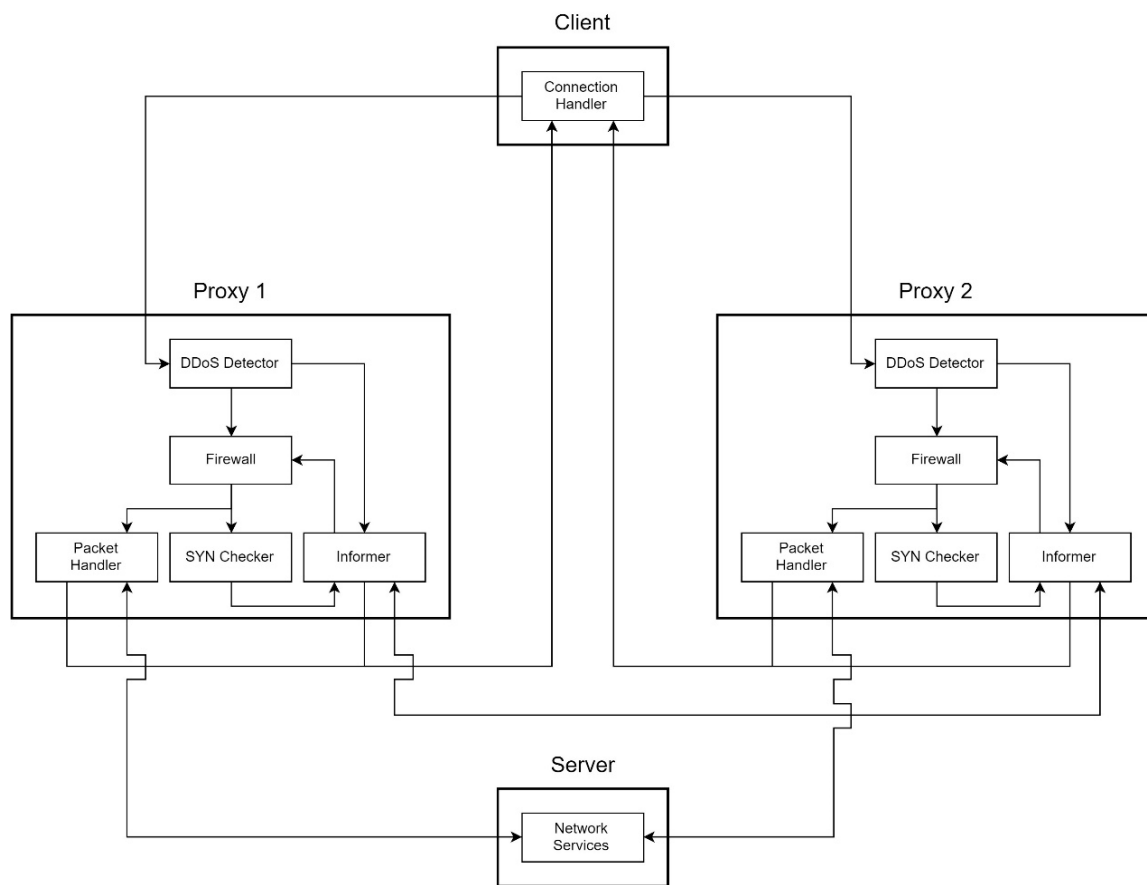 Client
Connection
Handler
Proxy 1
Proxy 2
DDoS Detector
DDoS Detector
Firewall
Firewall
Packet
Handler
SYN Checker
Informer
Packet
Handler
SYN Checker
Informer
Server
Network
Services